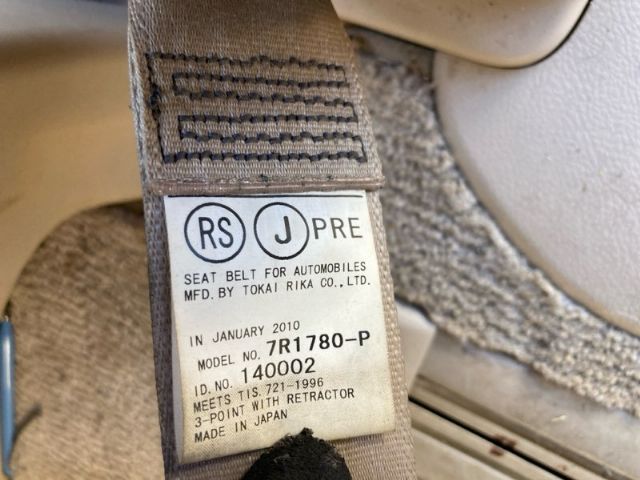 RS J PRE
SEAT BELT FOR AUTOMOBILES
MFD. BY TOKAI RIKA CO., LTD.
IN JANUARY 2010
MODEL NO. 7R1780-P
I.D. NO. 140002
MEETS TIS. 721-1996
3-POINT WITH RETRACTOR
MADE IN JAPAN